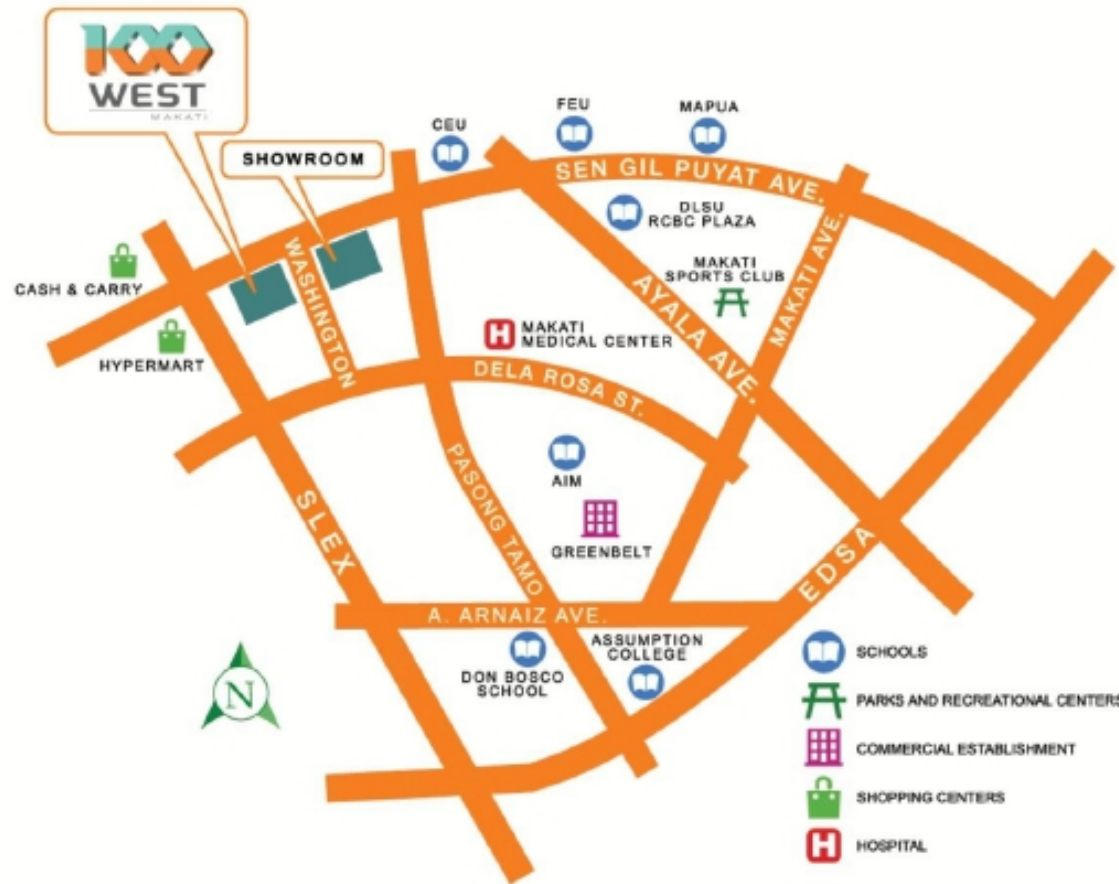 100
WEST
MAKATI
SHOWROOM
CEU
FEU
MAPUA
SEN GIL PUYAT AVE.
DLSU
RCBC PLAZA
MAKATI
SPORTS CLUB
MAKATI AVE.
AYALA AVE.
WASHINGTON
CASH & CARRY
HYPERMART
MAKATI
MEDICAL CENTER
DELA ROSA ST.
AIM
GREENBELT
PASONG TAMO
SLEX
EDSA
A. ARNAIZ AVE.
DON BOSCO
SCHOOL
ASSUMPTION
COLLEGE
N
SCHOOLS
PARKS AND RECREATIONAL CENTERS
COMMERCIAL ESTABLISHMENT
SHOPPING CENTERS
H
HOSPITAL